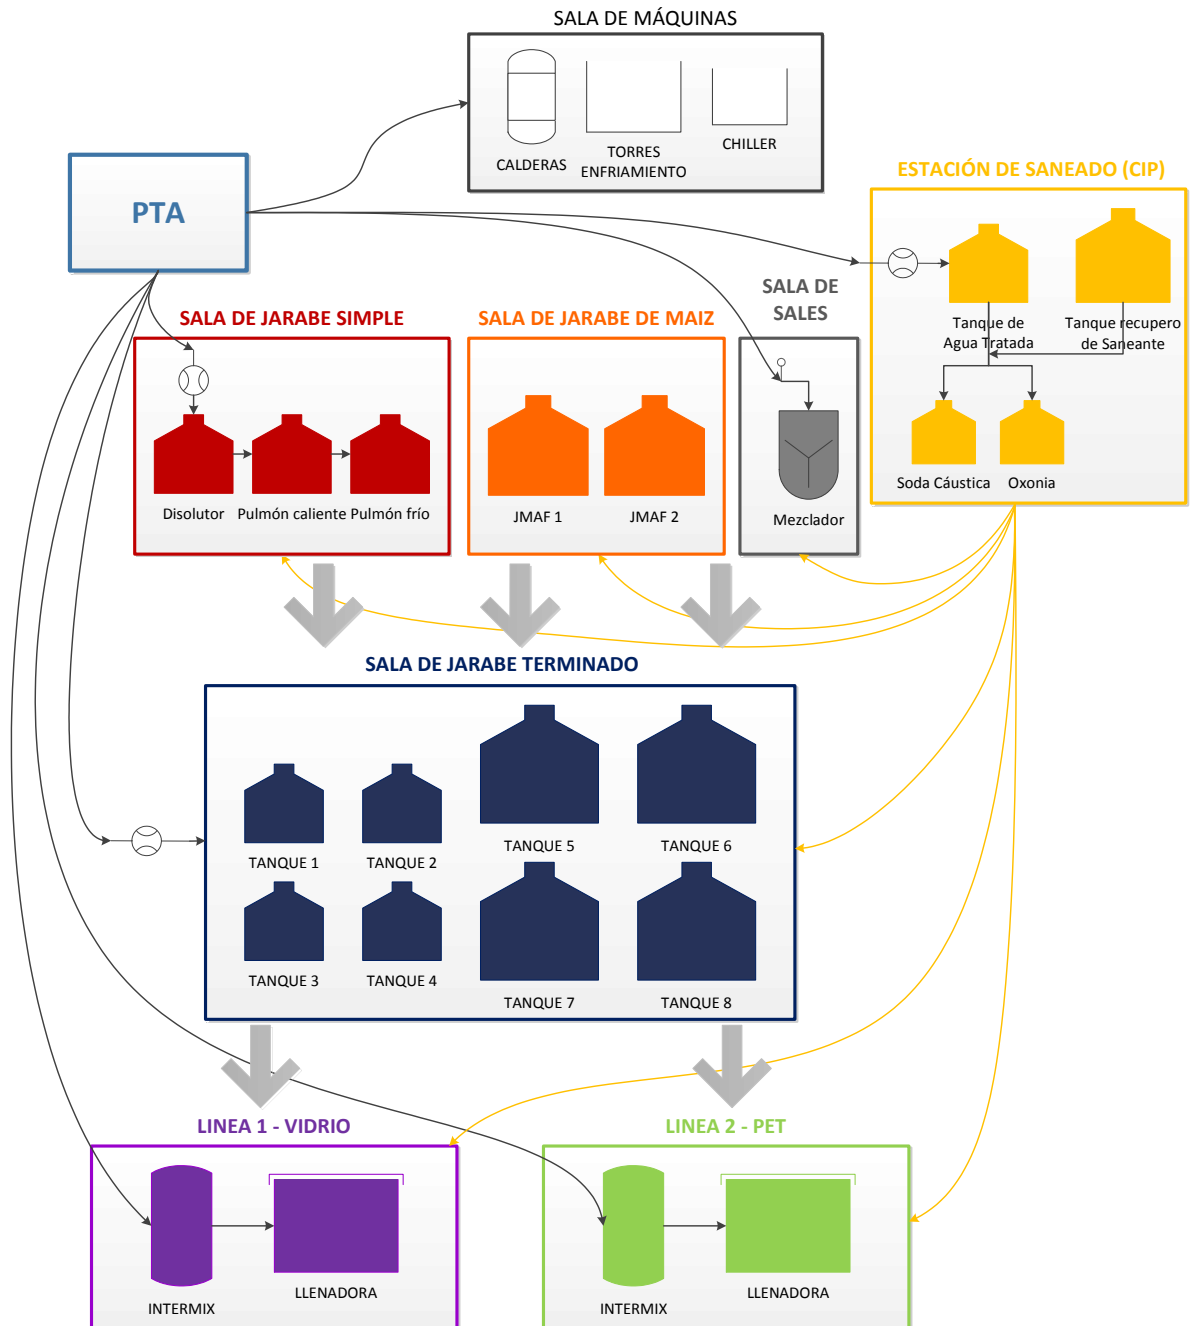 SALA DE MÁQUINAS
CALDERAS
TORRES
ENFRIAMIENTO
CHILLER
PTA
ESTACIÓN DE SANEADO (CIP)
Tanque de
Agua Tratada
Tanque recupero
de Saneante
Soda Cáustica
Oxonia
SALA DE JARABE SIMPLE
Disolutor
Pulmón caliente
Pulmón frío
SALA DE JARABE DE MAIZ
JMAF 1
JMAF 2
SALA DE
SALES
Mezclador
SALA DE JARABE TERMINADO
TANQUE 1
TANQUE 2
TANQUE 5
TANQUE 6
TANQUE 3
TANQUE 4
TANQUE 7
TANQUE 8
LINEA 1 - VIDRIO
INTERMIX
LLENADORA
LINEA 2 - PET
INTERMIX
LLENADORA